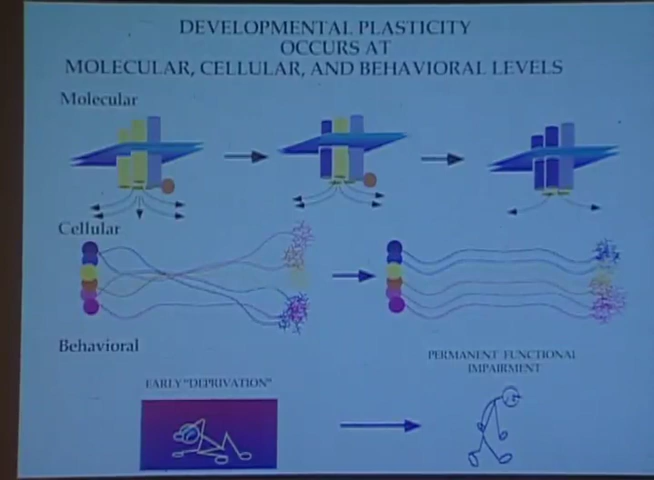 DEVELOPMENTAL PLASTICITY
OCCURS AT
MOLECULAR, CELLULAR, AND BEHAVIORAL LEVELS
Molecular
Cellular
Behavioral
PERMANENT FUNCTIONAL
IMPAIRMENT
EARLY "DEPRIVATION"